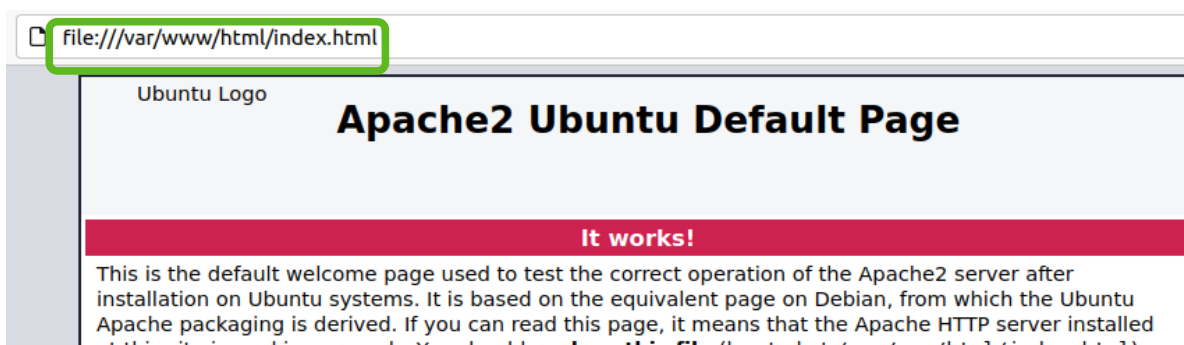 file:///var/www/html/index.html
Ubuntu Logo
Apache2 Ubuntu Default Page
It works!
This is the default welcome page used to test the correct operation of the Apache2 server after
installation on Ubuntu systems. It is based on the equivalent page on Debian, from which the Ubuntu
Apache packaging is derived. If you can read this page, it means that the Apache HTTP server installed